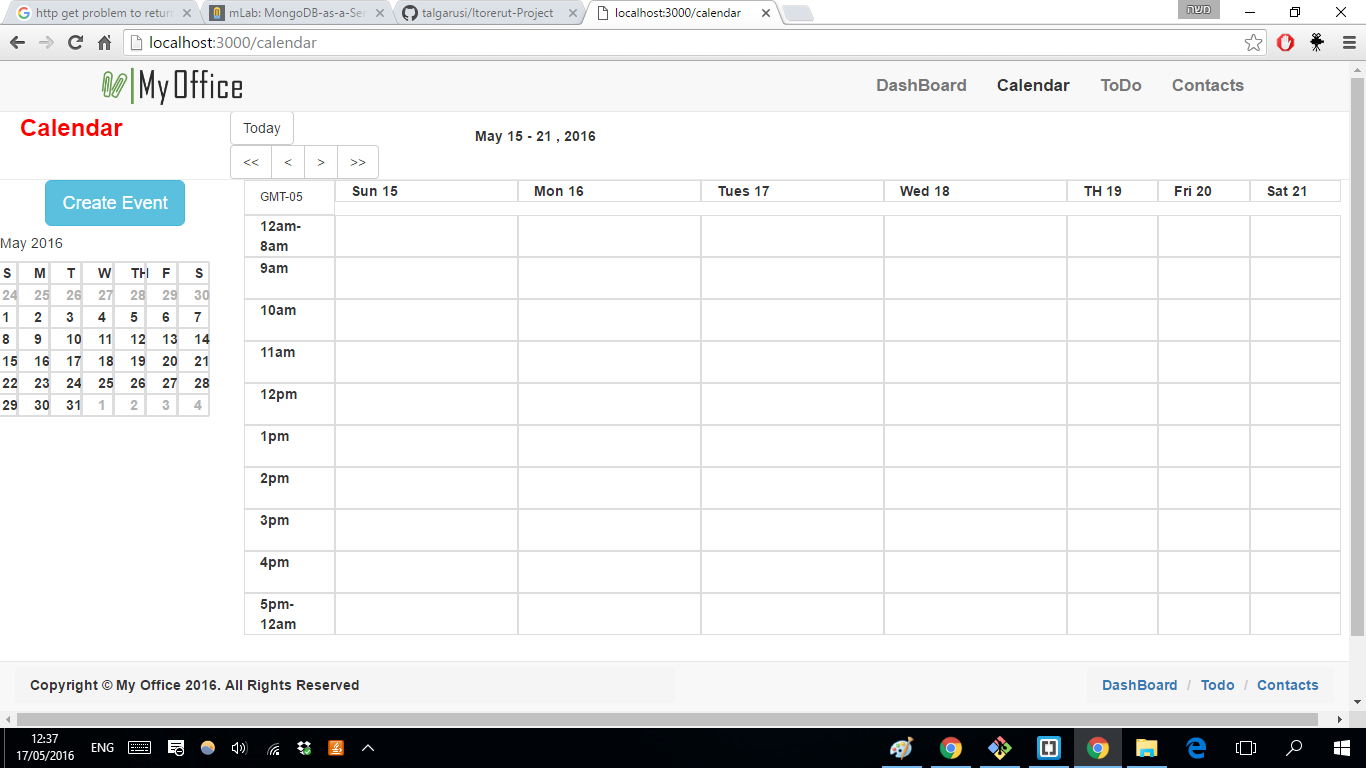 http get problem to return
mLab: MongoDB-as-a-Ser
talgarusi/Itorerut-Project
localhost:3000/calendar
משה
localhost:3000/calendar
My Office
DashBoard Calendar ToDo Contacts
Calendar
Today
May 15 - 21 , 2016
<< < > >>
Create Event
May 2016
S M T W TH F S
24 25 26 27 28 29 30
1 2 3 4 5 6 7
8 9 10 11 12 13 14
15 16 17 18 19 20 21
22 23 24 25 26 27 28
29 30 31 1 2 3 4
GMT-05 Sun 15 Mon 16 Tues 17 Wed 18 TH 19 Fri 20 Sat 21
12am-
8am
9am
10am
11am
12pm
1pm
2pm
3pm
4pm
5pm-
12am
Copyright © My Office 2016. All Rights Reserved
DashBoard / Todo / Contacts
12:37
17/05/2016
ENG